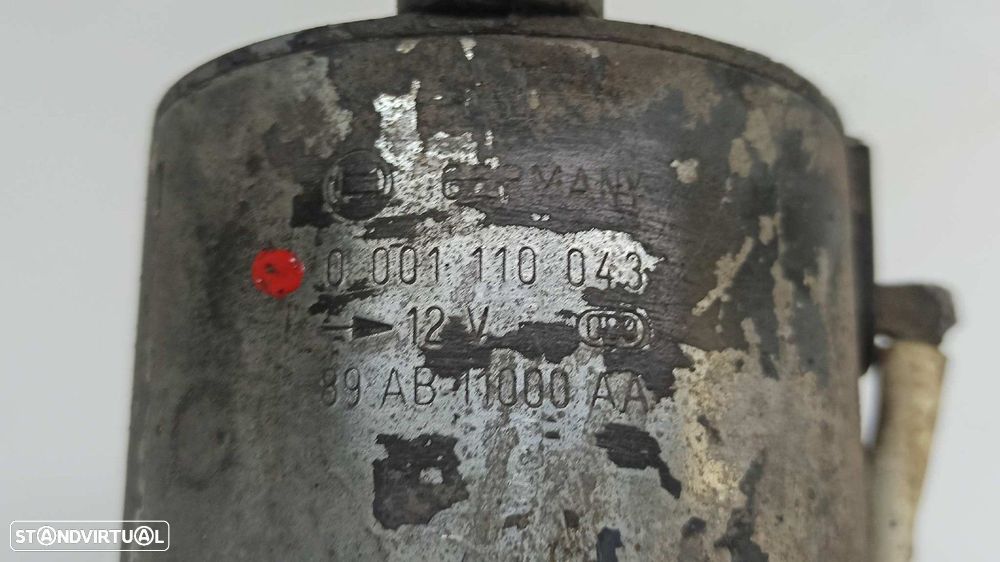 GERMANY
0 001 110 043
12 V
89 AB-11000 AA
STANDVIRTUAL